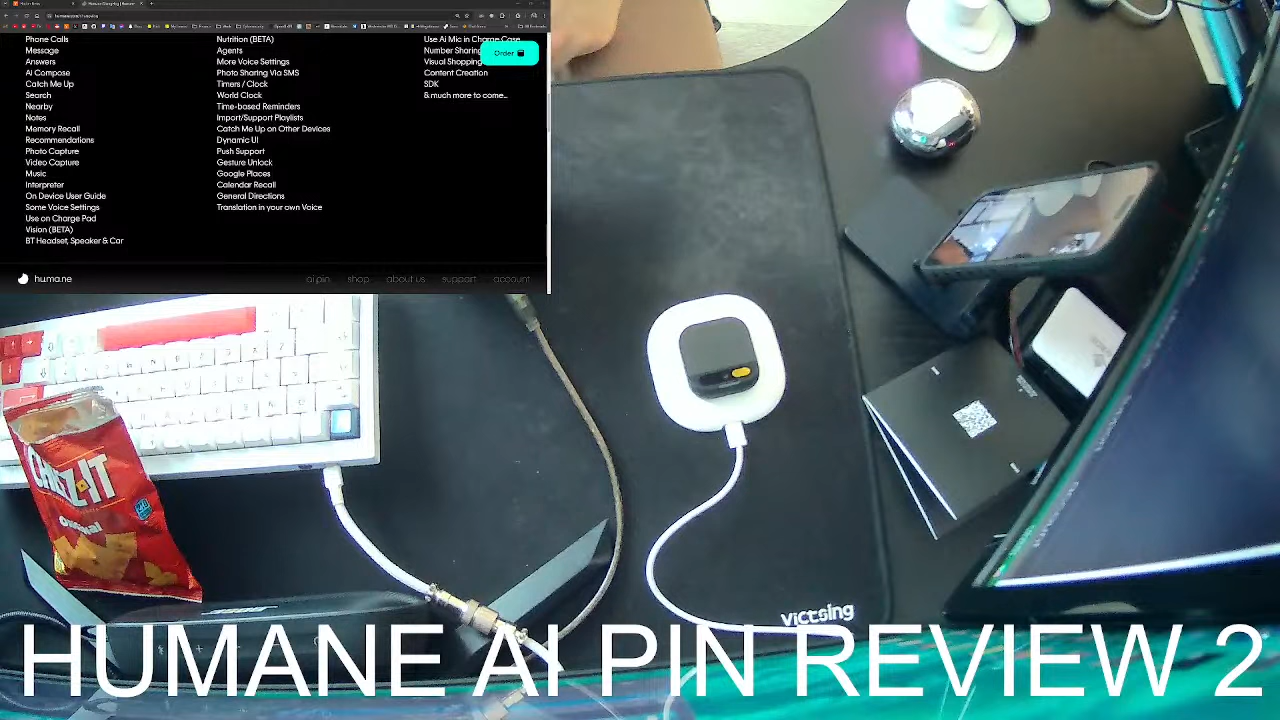 Phone Calls
Message
Answers
Ai Compose
Catch Me Up
Search
Nearby
Notes
Memory Recall
Recommendations
Photo Capture
Video Capture
Music
Interpreter
On Device User Guide
Some Voice Settings
Use on Charge Pad
Vision (BETA)
BT Headset, Speaker & Car
Nutrition (BETA)
Agents
More Voice Settings
Photo Sharing Via SMS
Timers / Clock
World Clock
Time-based Reminders
Import/Support Playlists
Catch Me Up on Other Devices
Dynamic UI
Push Support
Gesture Unlock
Google Places
Calendar Recall
General Directions
Translation in your own Voice
Use Ai Mic in Charge Case
Number Sharing
Visual Shopping
Content Creation
SDK
& much more to come...
Order
humane
ai pin shop about us support account
CHEEZ-IT
Original
Victsing
HUMANE AI PIN REVIEW 2